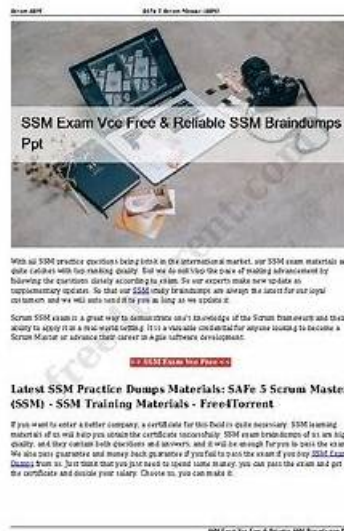 Scrum SSM
SAFe 5 Scrum Master (SSM)
SSM Exam Vce Free & Reliable SSM Braindumps
Ppt
With all SSM practice questions being brisk in the international market, our SSM exam materials are
quite catches with top ranking quality. But we do not stop the pace of making advancement by
following the questions closely according to exam. So our experts make new update as
supplementary updates. So that our SSM study braindumps are always the latest for our loyal
customers and we will auto send it to you as long as we update it.
Scrum SSM exam is a great way to demonstrate one's knowledge of the Scrum framework and their
ability to apply it in a real-world setting. It is a valuable credential for anyone looking to become a
Scrum Master or advance their career in Agile software development.
>> SSM Exam Vce Free <<
Latest SSM Practice Dumps Materials: SAFe 5 Scrum Master
(SSM) - SSM Training Materials - Free4Torrent
If you want to enter a better company, a certificate for this field is quite necessary. SSM learning
materials of us will help you obtain the certificate successfully. SSM exam braindumps of us are high
quality, and they contain both questions and answers, and it will be enough for you to pass the exam.
We also pass guarantee and money back guarantee if you fail to pass the exam if you buy SSM Exam
Dumps from us. Just think that you just need to spend some money, you can pass the exam and get
the certificate and double your salary. Choose us, you can make it.